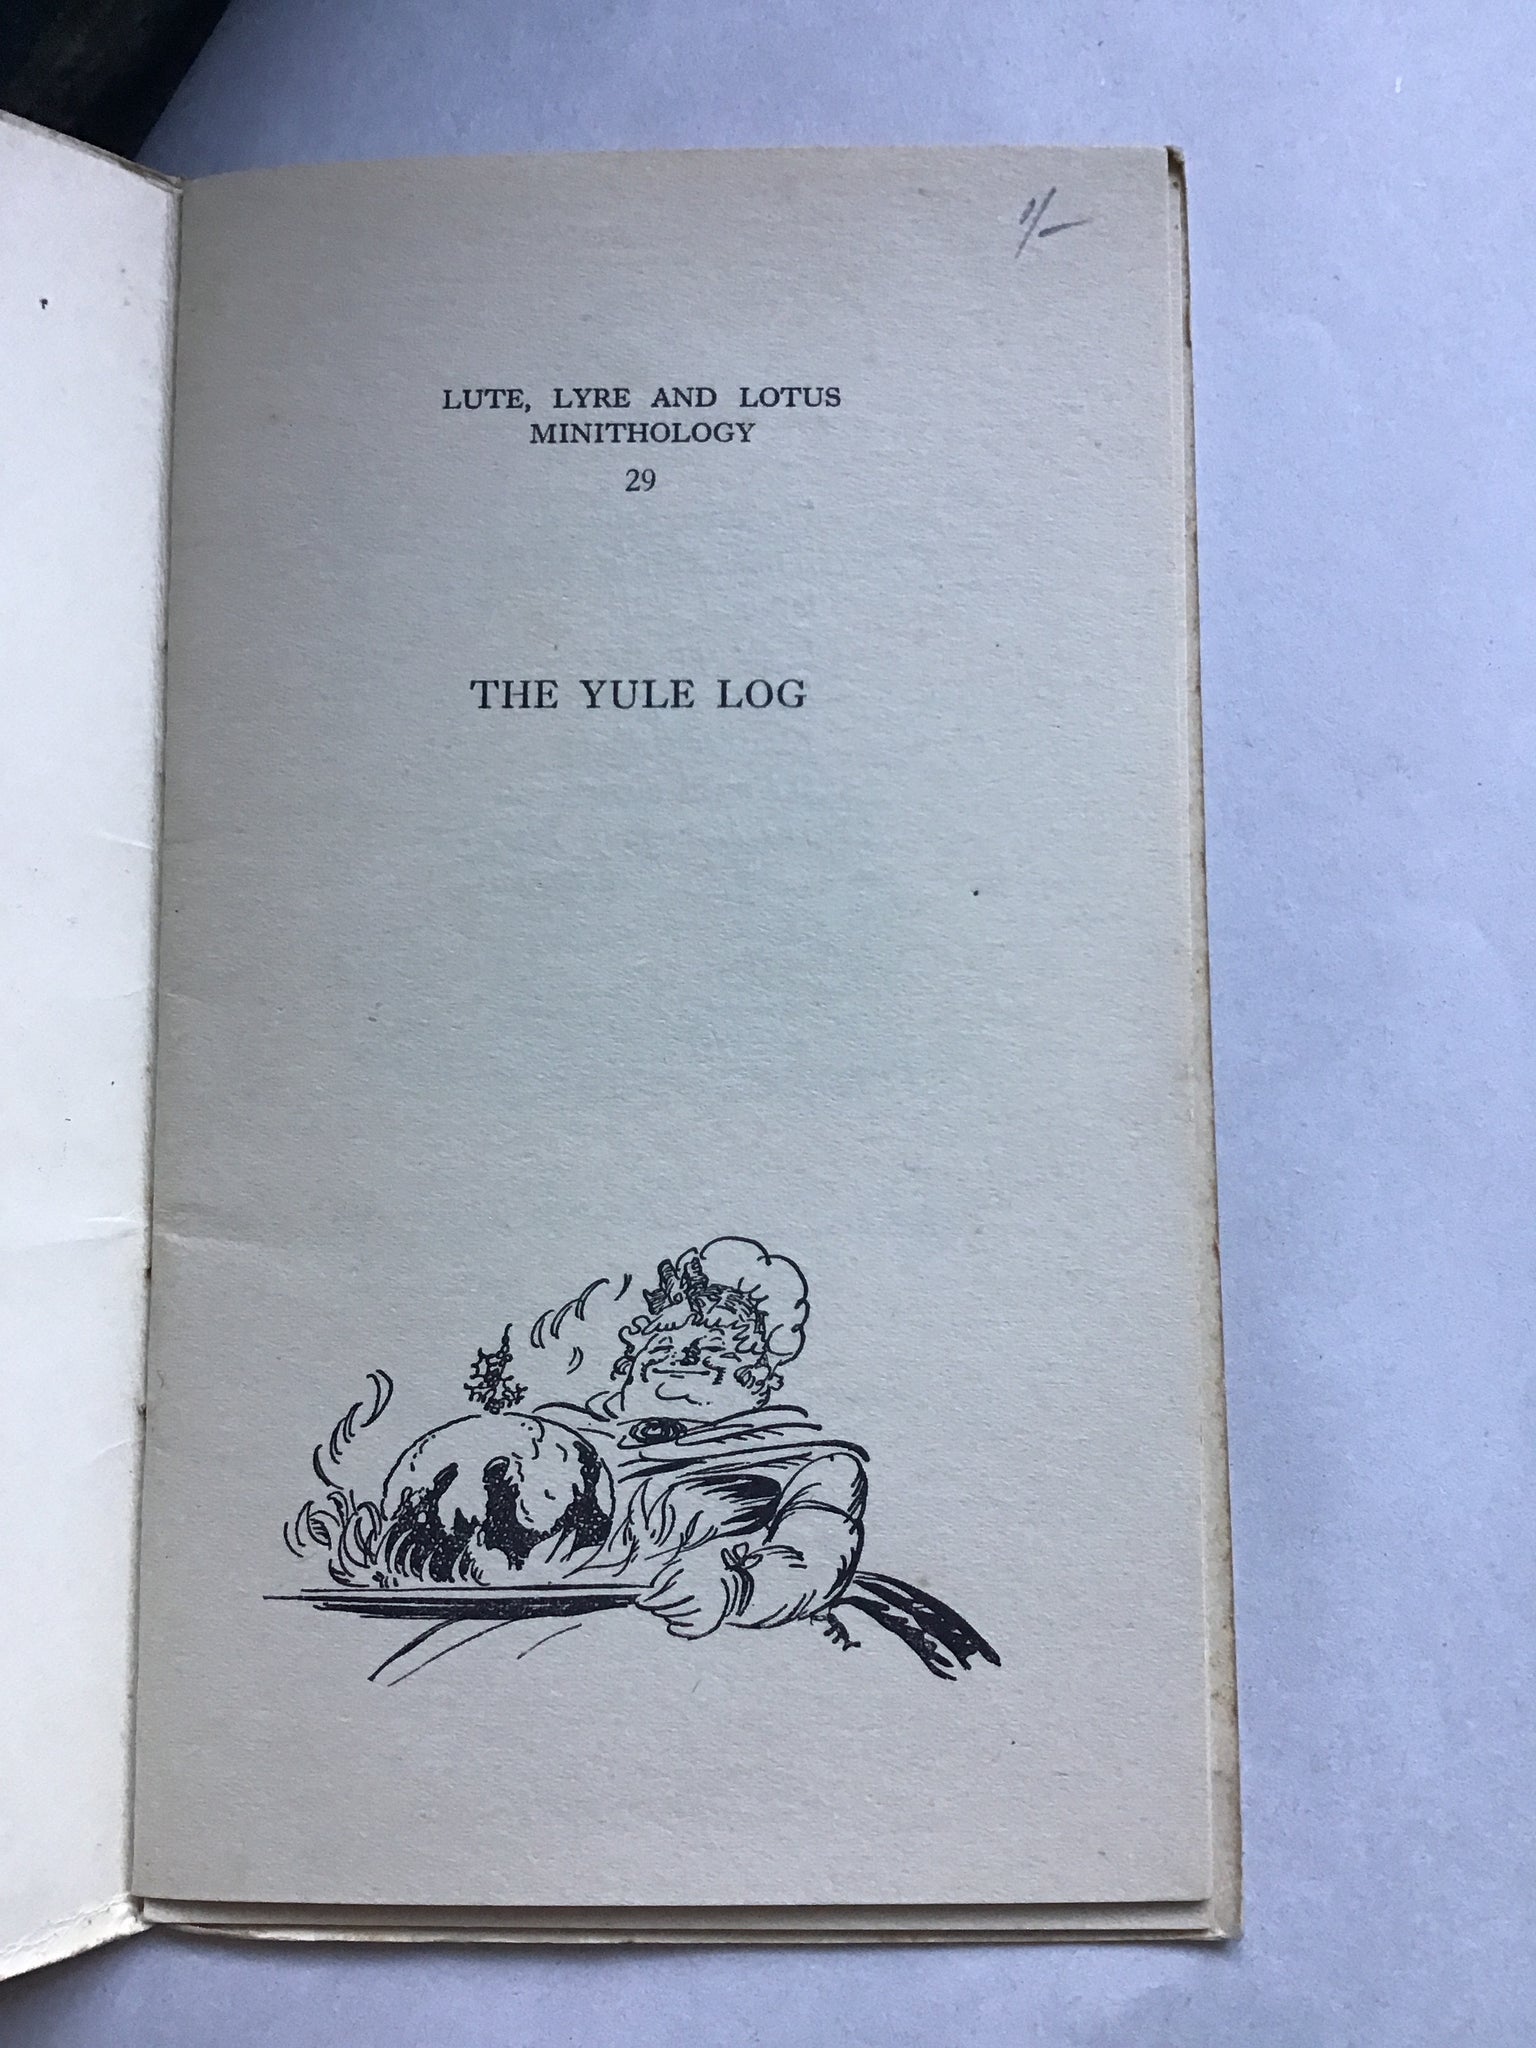 1/-
LUTE, LYRE AND LOTUS
MINITHOLOGY
29
THE YULE LOG